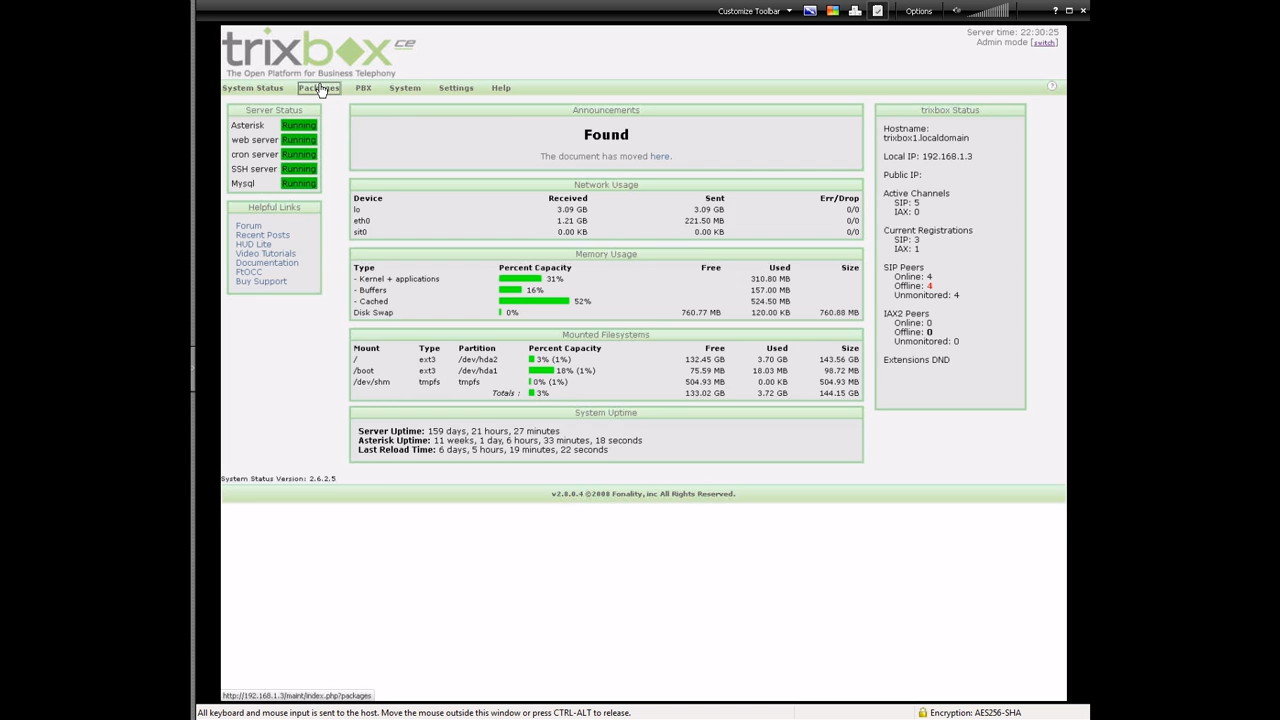 Customize Toolbar
Options
trixbox ce
The Open Platform for Business Telephony
Server time: 22:30:25
Admin mode [switch]
System Status Packages PBX System Settings Help
?
Server Status
Asterisk Running
web server Running
cron server Running
SSH server Running
Mysql Running
Helpful Links
Forum
Recent Posts
HUD Lite
Video Tutorials
Documentation
FtOCC
Buy Support
Announcements
Found
The document has moved here.
Network Usage
Device Received Sent Err/Drop
lo 3.09 GB 3.09 GB 0/0
eth0 1.21 GB 221.50 MB 0/0
sit0 0.00 KB 0.00 KB 0/0
Memory Usage
Type Percent Capacity Free Used Size
- Kernel + applications 31% 310.80 MB
- Buffers 16% 157.00 MB
- Cached 52% 524.50 MB
Disk Swap 0% 760.77 MB 120.00 KB 760.88 MB
Mounted Filesystems
Mount Type Partition Percent Capacity Free Used Size
/ ext3 /dev/hda2 3% (1%) 132.45 GB 3.70 GB 143.56 GB
/boot ext3 /dev/hda1 18% (1%) 75.59 MB 18.03 MB 98.72 MB
/dev/shm tmpfs tmpfs 0% (1%) 504.93 MB 0.00 KB 504.93 MB
Totals : 3% 133.02 GB 3.72 GB 144.15 GB
System Uptime
Server Uptime: 159 days, 21 hours, 27 minutes
Asterisk Uptime: 11 weeks, 1 day, 6 hours, 33 minutes, 18 seconds
Last Reload Time: 6 days, 5 hours, 19 minutes, 22 seconds
trixbox Status
Hostname:
trixbox1.localdomain
Local IP: 192.168.1.3
Public IP:
Active Channels
SIP: 5
IAX: 0
Current Registrations
SIP: 3
IAX: 1
SIP Peers
Online: 4
Offline: 4
Unmonitored: 4
IAX2 Peers
Online: 0
Offline: 0
Unmonitored: 0
Extensions DND
System Status Version: 2.6.2.5
v2.8.0.4 ©2008 Fonality, inc All Rights Reserved.
http://192.168.1.3/maint/index.php?packages
All keyboard and mouse input is sent to the host. Move the mouse outside this window or press CTRL-ALT to release.
Encryption: AES256-SHA